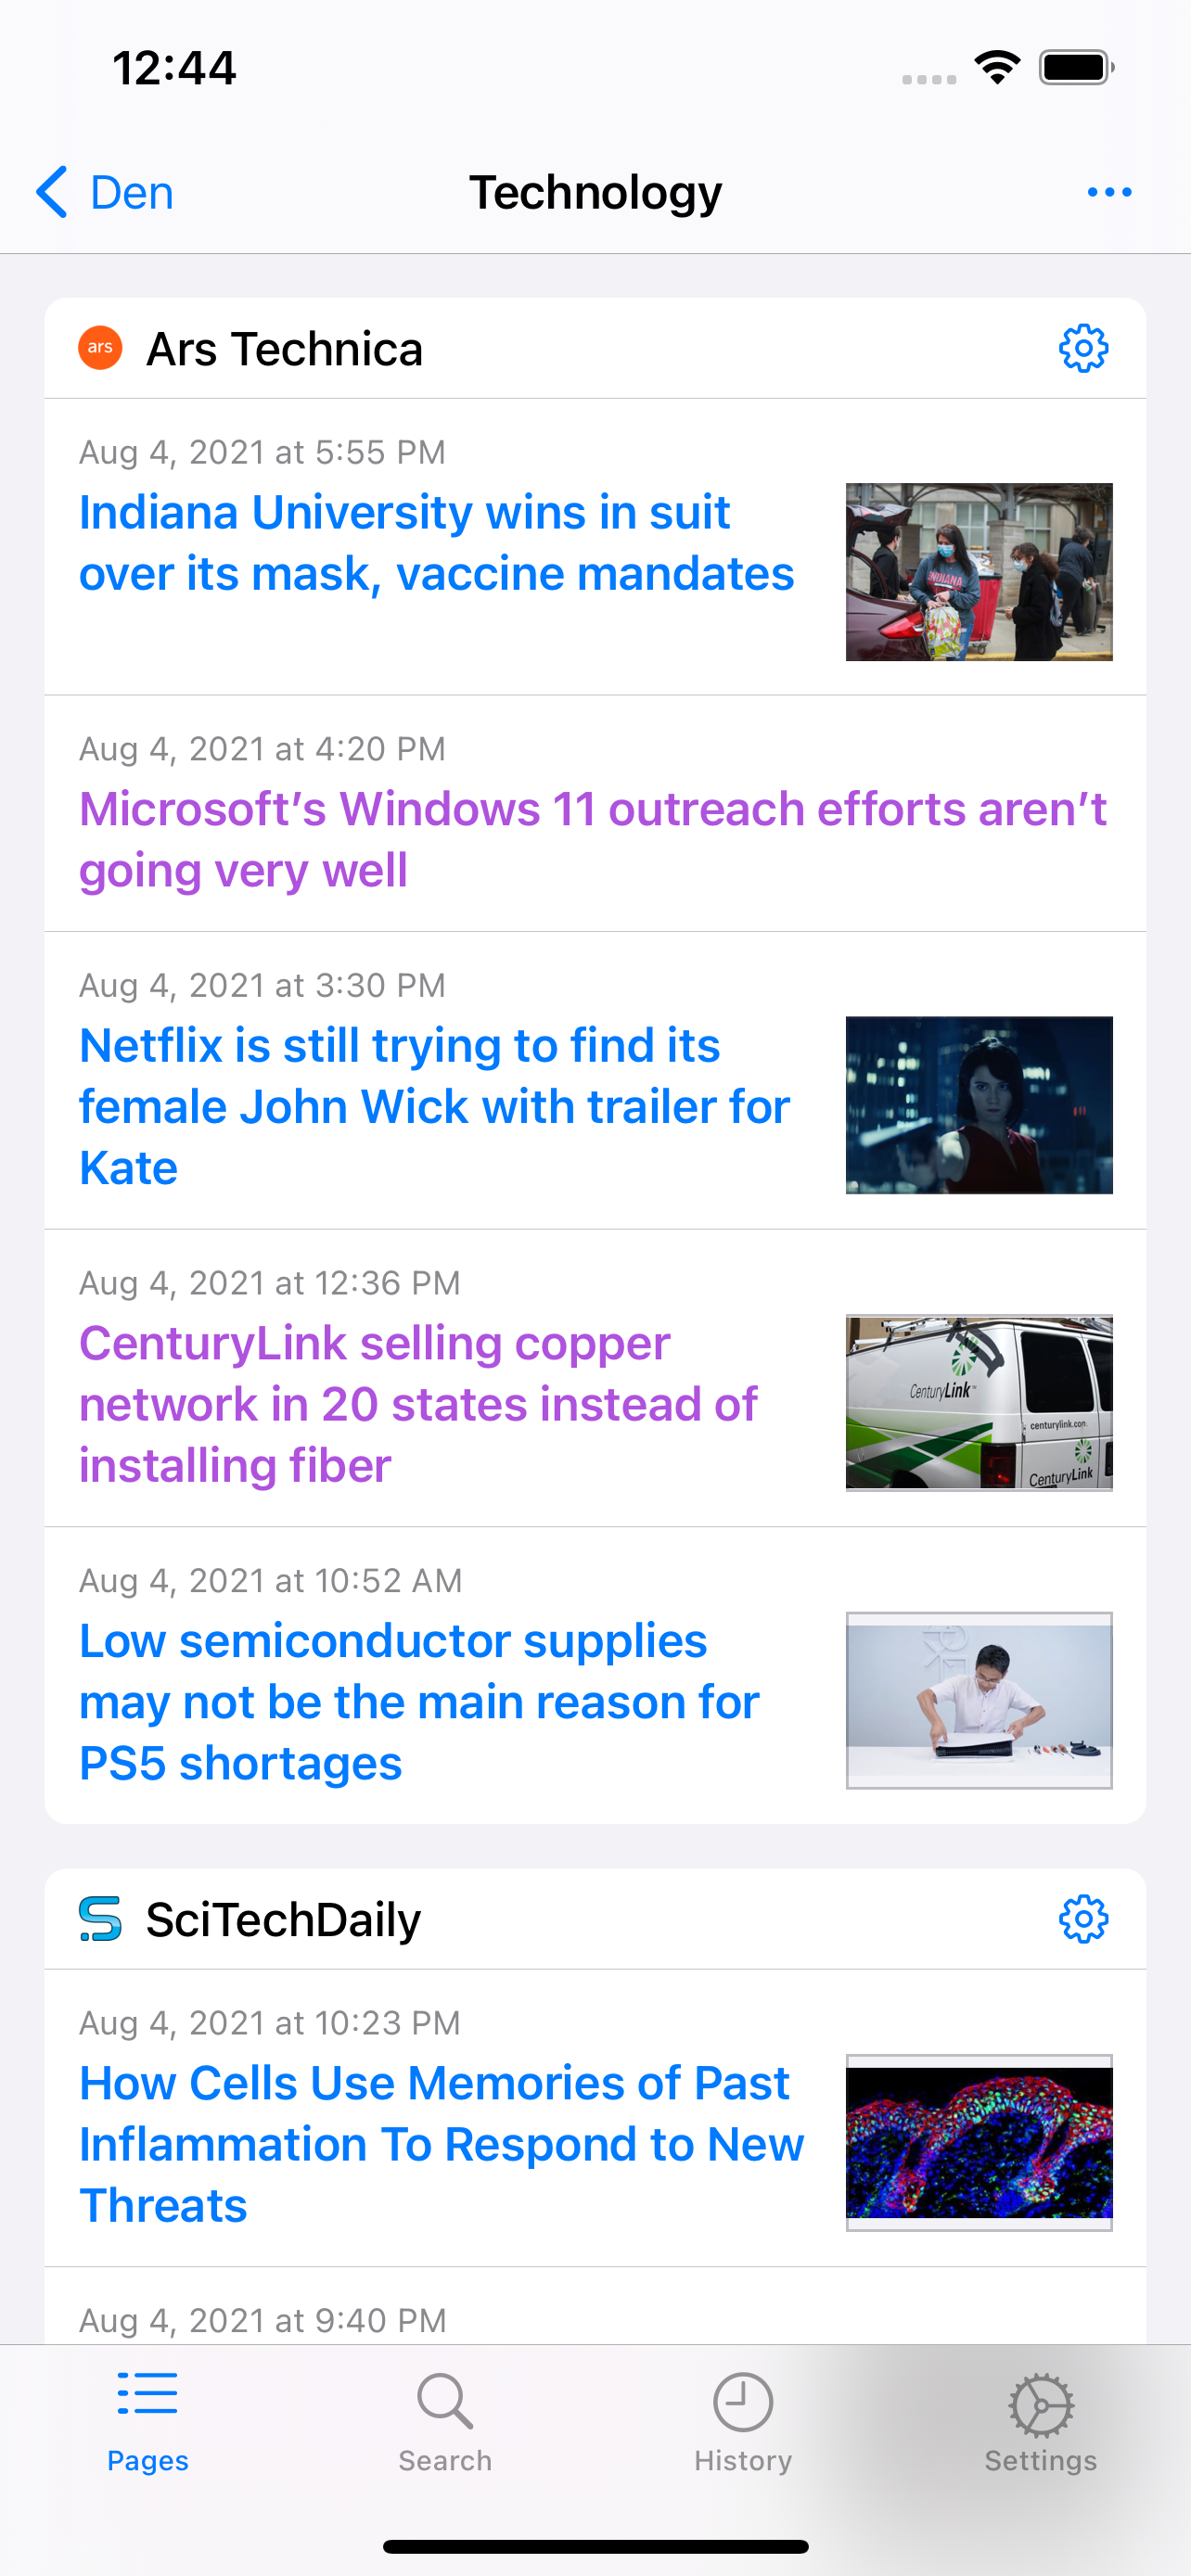 12:44
Den
Technology
ars
Ars Technica
Aug 4, 2021 at 5:55 PM
Indiana University wins in suit
over its mask, vaccine mandates
INDIANA
Aug 4, 2021 at 4:20 PM
Microsoft’s Windows 11 outreach efforts aren’t
going very well
Aug 4, 2021 at 3:30 PM
Netflix is still trying to find its
female John Wick with trailer for
Kate
Aug 4, 2021 at 12:36 PM
CenturyLink selling copper
network in 20 states instead of
installing fiber
CenturyLink
centurylink.com
CenturyLink
Aug 4, 2021 at 10:52 AM
Low semiconductor supplies
may not be the main reason for
PS5 shortages
SciTechDaily
Aug 4, 2021 at 10:23 PM
How Cells Use Memories of Past
Inflammation To Respond to New
Threats
Aug 4, 2021 at 9:40 PM
Pages
Search
History
Settings